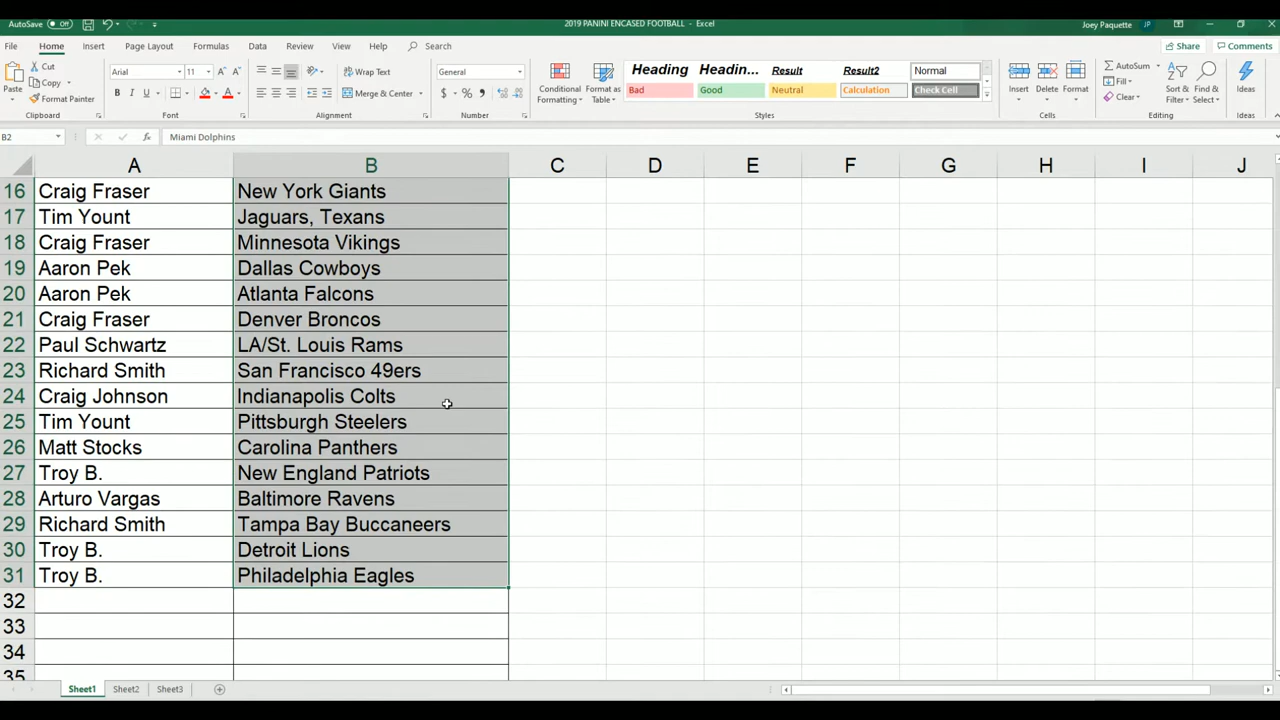 AutoSave Off 2019 PANINI ENCASED FOOTBALL - Excel Joey Paquette JP
File Home Insert Page Layout Formulas Data Review View Help Search Share Comments
Cut
Copy
Format Painter
Paste
Clipboard
Arial 11
B I U
Font
Wrap Text
Merge & Center
Alignment
General
$ % ,
Number
Conditional Formatting
Format as Table
Heading Headin... Result Result2 Normal
Bad Good Neutral Calculation Check Cell
Styles
Insert Delete Format
Cells
AutoSum
Fill
Clear
Sort & Filter
Find & Select
Editing
Ideas
Ideas
B2 fx Miami Dolphins
A B C D E F G H I J
16 Craig Fraser New York Giants
17 Tim Yount Jaguars, Texans
18 Craig Fraser Minnesota Vikings
19 Aaron Pek Dallas Cowboys
20 Aaron Pek Atlanta Falcons
21 Craig Fraser Denver Broncos
22 Paul Schwartz LA/St. Louis Rams
23 Richard Smith San Francisco 49ers
24 Craig Johnson Indianapolis Colts
25 Tim Yount Pittsburgh Steelers
26 Matt Stocks Carolina Panthers
27 Troy B. New England Patriots
28 Arturo Vargas Baltimore Ravens
29 Richard Smith Tampa Bay Buccaneers
30 Troy B. Detroit Lions
31 Troy B. Philadelphia Eagles
32
33
34
35
Sheet1 Sheet2 Sheet3